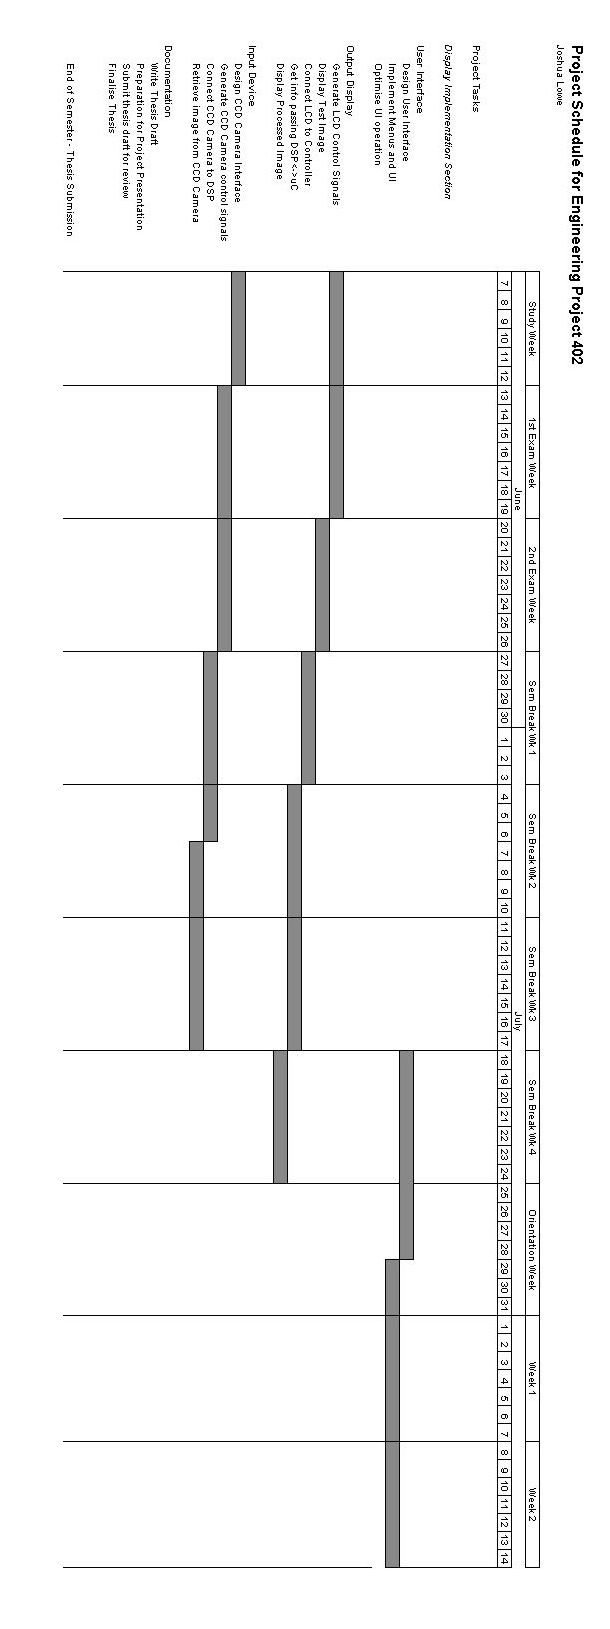 Project Schedule for Engineering Project 402
Joshua Lowe
Study Week 1st Exam Week 2nd Exam Week Sem Break Wk 1 Sem Break Wk 2 Sem Break Wk 3 Sem Break Wk 4 Orientation Week Week 1 Week 2
June July
7 8 9 10 11 12 13 14 15 16 17 18 19 20 21 22 23 24 25 26 27 28 29 30 1 2 3 4 5 6 7 8 9 10 11 12 13 14 15 16 17 18 19 20 21 22 23 24 25 26 27 28 29 30 31 1 2 3 4 5 6 7 8 9 10 11 12 13 14
Project Tasks
Display Implementation Section
User Interface
Design User Interface
Implement Menus and UI
Optimise UI operation
Output Display
Generate LCD Control Signals
Display Test Image
Connect LCD to Controller
Get info passing DSP<->uC
Display Processed Image
Input Device
Design CCD Camera Interface
Generate CCD Camera control signals
Connect CCD Camera to DSP
Retrieve Image from CCD Camera
Documentation
Write Thesis Draft
Preparation for Project Presentation
Submit thesis draft for review
Finalise Thesis
End of Semester - Thesis Submission